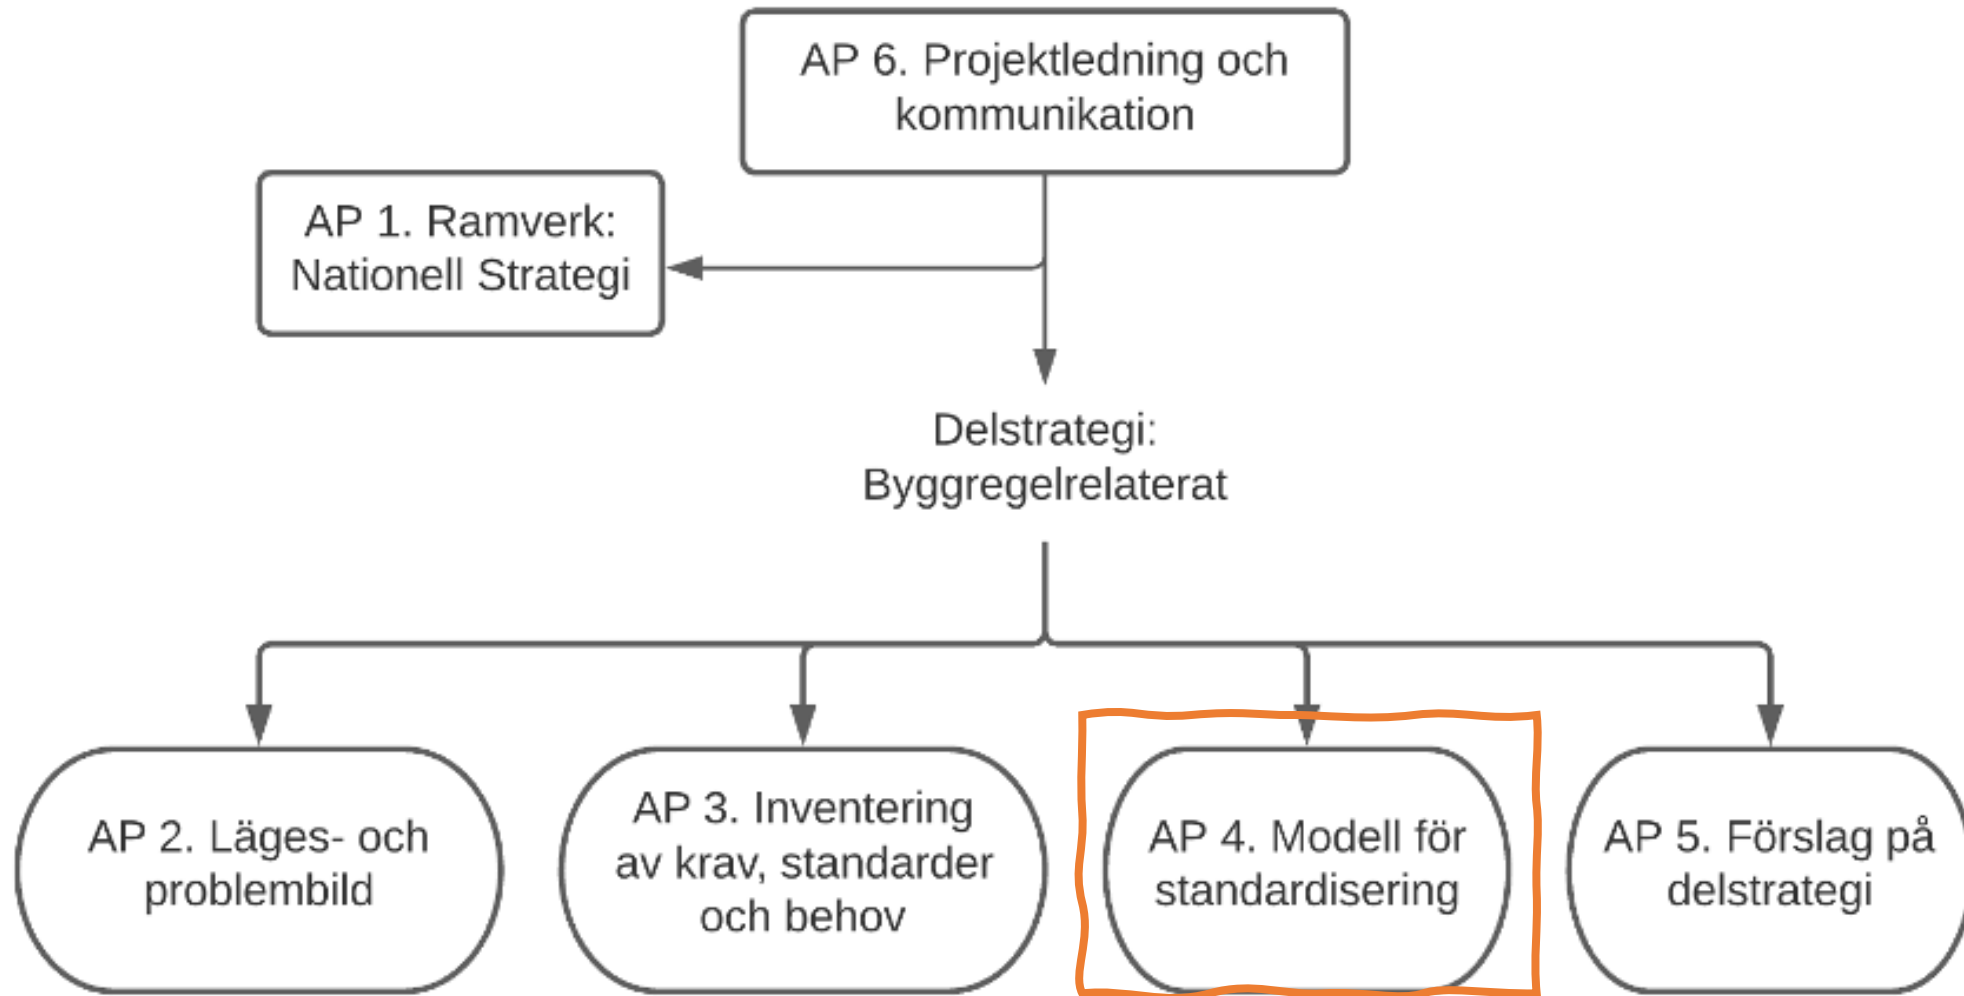 AP 6. Projektledning och
kommunikation
AP 1. Ramverk:
Nationell Strategi
Delstrategi:
Byggregelrelaterat
AP 2. Läges- och
problembild
AP 3. Inventering
av krav, standarder
och behov
AP 4. Modell för
standardisering
AP 5. Förslag på
delstrategi